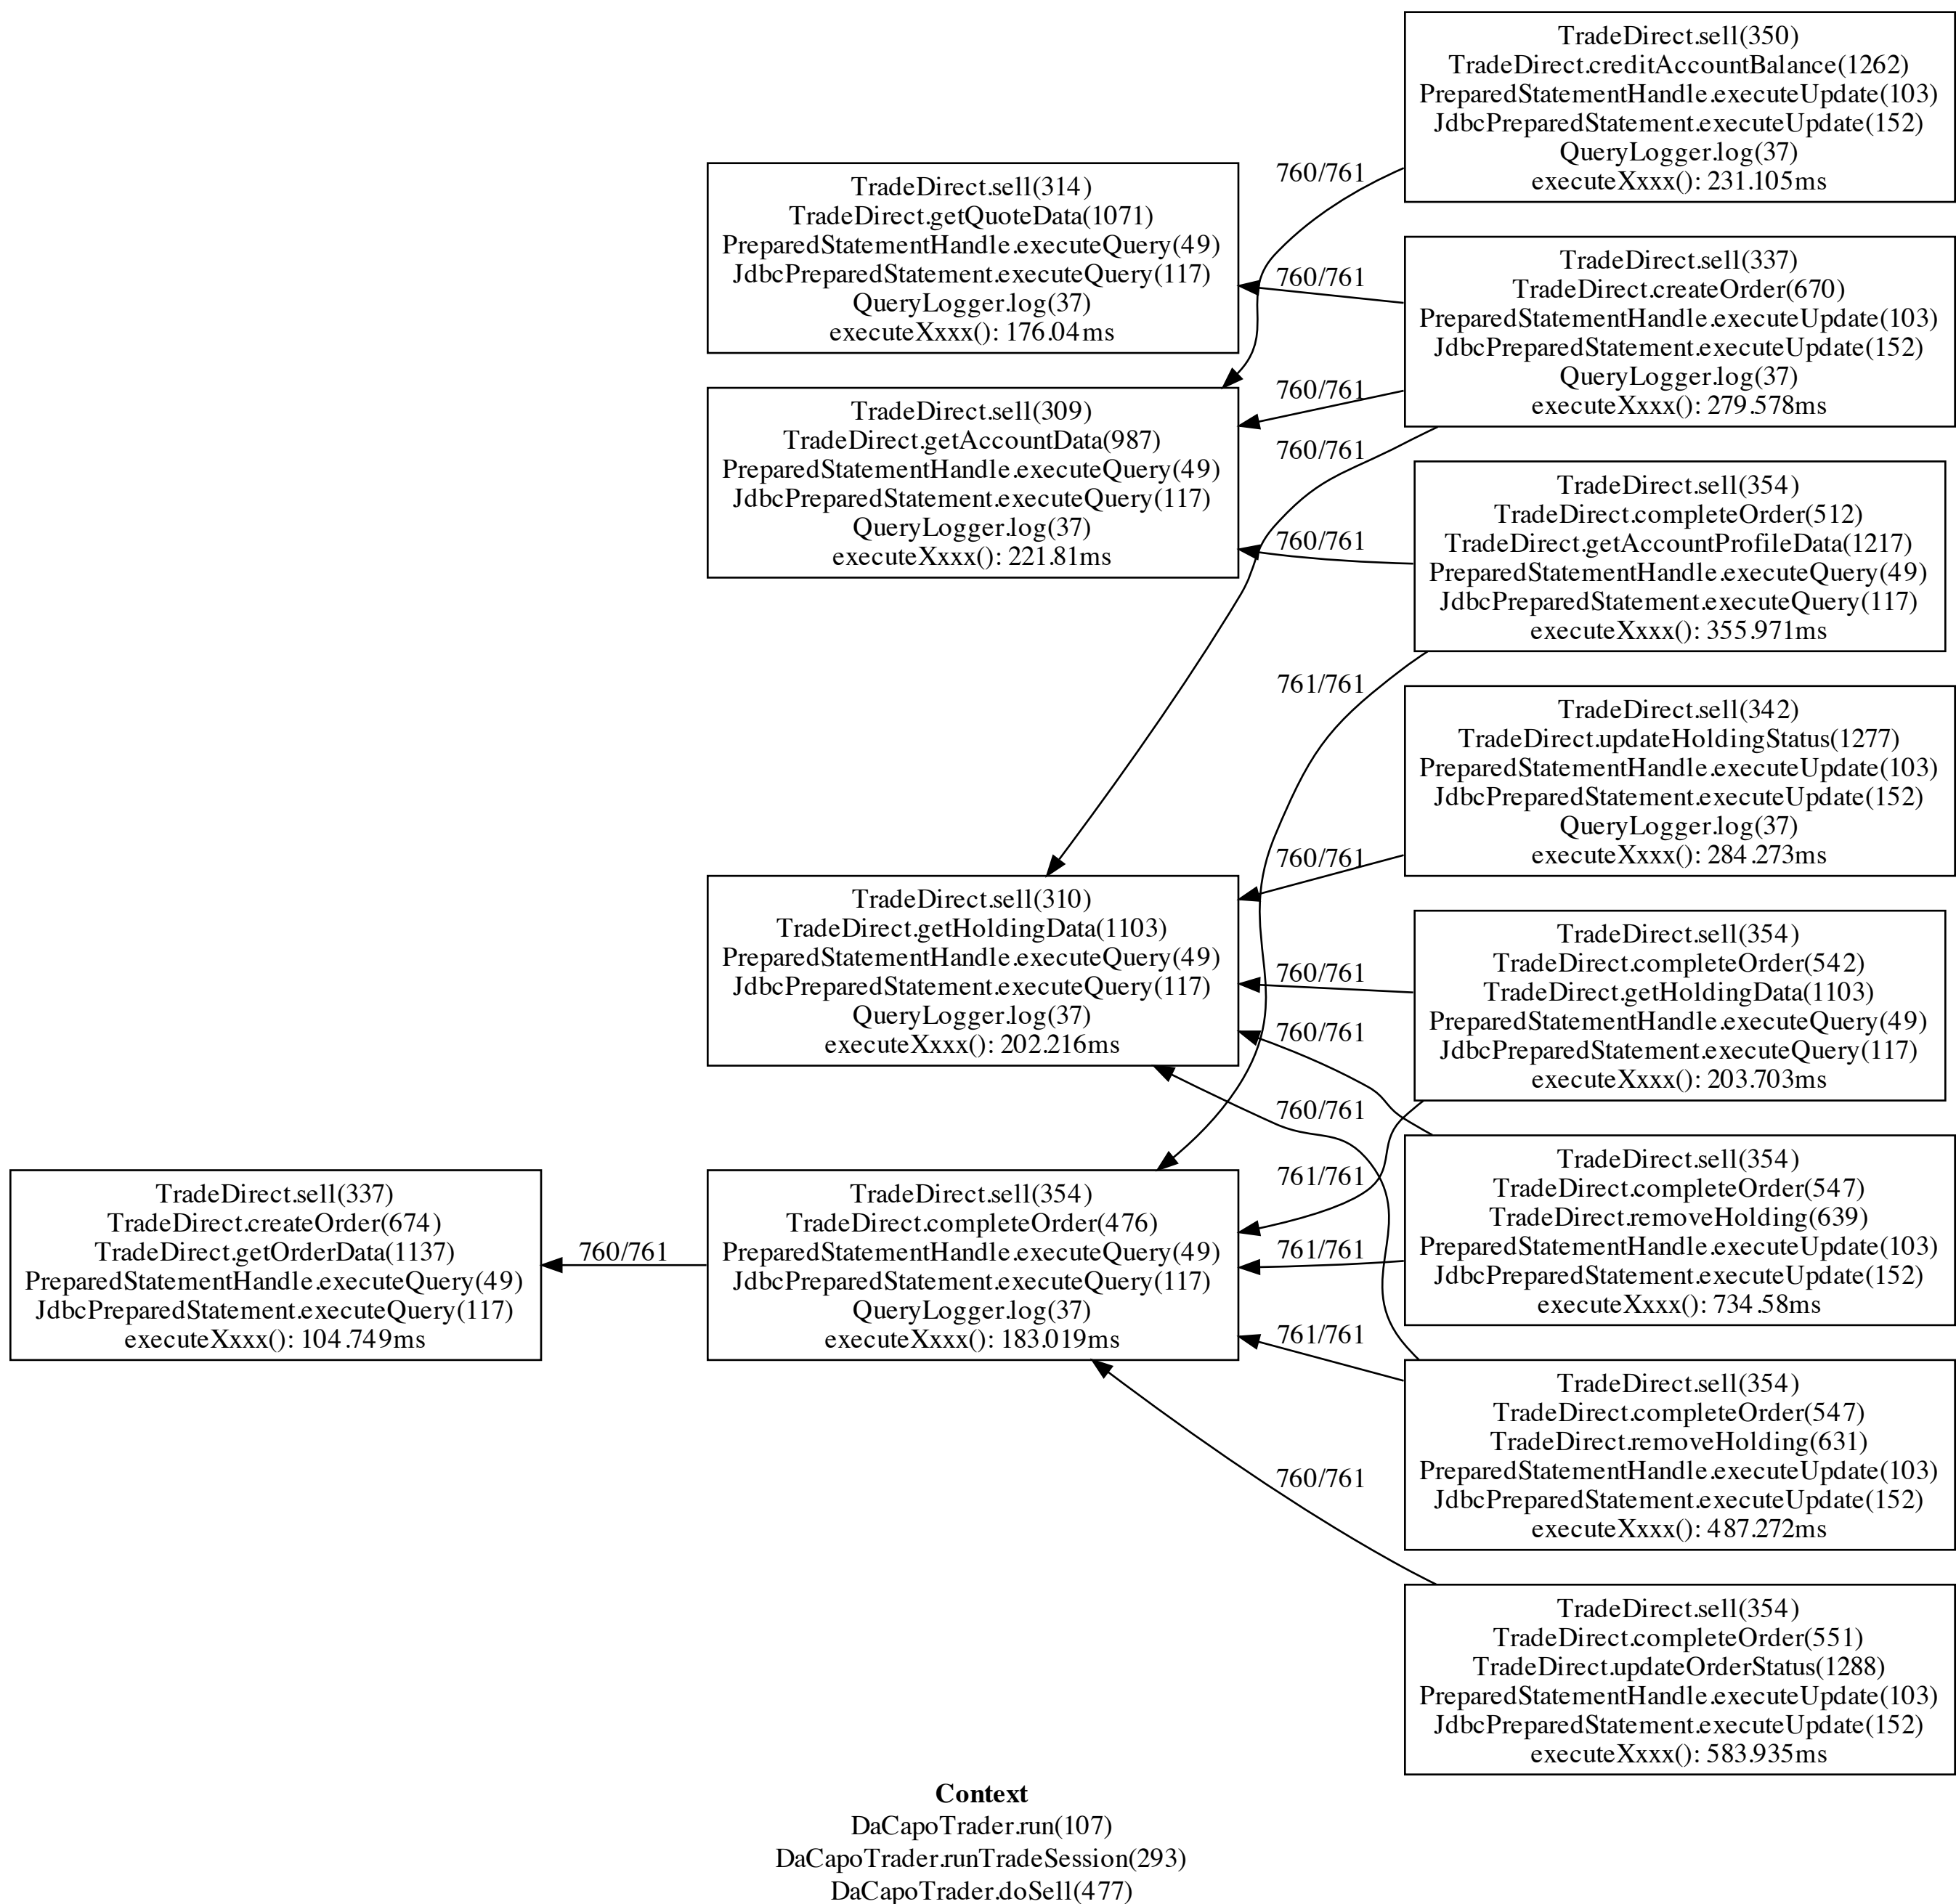 TradeDirect.sell(350)
TradeDirect.creditAccountBalance(1262)
PreparedStatementHandle.executeUpdate(103)
JdbcPreparedStatement.executeUpdate(152)
QueryLogger.log(37)
executeXxxx(): 231.105ms
760/761
TradeDirect.sell(314)
TradeDirect.getQuoteData(1071)
PreparedStatementHandle.executeQuery(49)
JdbcPreparedStatement.executeQuery(117)
QueryLogger.log(37)
executeXxxx(): 176.04ms
760/761
TradeDirect.sell(337)
TradeDirect.createOrder(670)
PreparedStatementHandle.executeUpdate(103)
JdbcPreparedStatement.executeUpdate(152)
QueryLogger.log(37)
executeXxxx(): 279.578ms
760/761
760/761
TradeDirect.sell(309)
TradeDirect.getAccountData(987)
PreparedStatementHandle.executeQuery(49)
JdbcPreparedStatement.executeQuery(117)
QueryLogger.log(37)
executeXxxx(): 221.81ms
760/761
TradeDirect.sell(354)
TradeDirect.completeOrder(512)
TradeDirect.getAccountProfileData(1217)
PreparedStatementHandle.executeQuery(49)
JdbcPreparedStatement.executeQuery(117)
executeXxxx(): 355.971ms
761/761
TradeDirect.sell(342)
TradeDirect.updateHoldingStatus(1277)
PreparedStatementHandle.executeUpdate(103)
JdbcPreparedStatement.executeUpdate(152)
QueryLogger.log(37)
executeXxxx(): 284.273ms
760/761
TradeDirect.sell(310)
TradeDirect.getHoldingData(1103)
PreparedStatementHandle.executeQuery(49)
JdbcPreparedStatement.executeQuery(117)
QueryLogger.log(37)
executeXxxx(): 202.216ms
760/761
760/761
760/761
TradeDirect.sell(354)
TradeDirect.completeOrder(542)
TradeDirect.getHoldingData(1103)
PreparedStatementHandle.executeQuery(49)
JdbcPreparedStatement.executeQuery(117)
executeXxxx(): 203.703ms
TradeDirect.sell(337)
TradeDirect.createOrder(674)
TradeDirect.getOrderData(1137)
PreparedStatementHandle.executeQuery(49)
JdbcPreparedStatement.executeQuery(117)
executeXxxx(): 104.749ms
760/761
TradeDirect.sell(354)
TradeDirect.completeOrder(476)
PreparedStatementHandle.executeQuery(49)
JdbcPreparedStatement.executeQuery(117)
QueryLogger.log(37)
executeXxxx(): 183.019ms
761/761
761/761
761/761
TradeDirect.sell(354)
TradeDirect.completeOrder(547)
TradeDirect.removeHolding(639)
PreparedStatementHandle.executeUpdate(103)
JdbcPreparedStatement.executeUpdate(152)
executeXxxx(): 734.58ms
TradeDirect.sell(354)
TradeDirect.completeOrder(547)
TradeDirect.removeHolding(631)
PreparedStatementHandle.executeUpdate(103)
JdbcPreparedStatement.executeUpdate(152)
executeXxxx(): 487.272ms
760/761
TradeDirect.sell(354)
TradeDirect.completeOrder(551)
TradeDirect.updateOrderStatus(1288)
PreparedStatementHandle.executeUpdate(103)
JdbcPreparedStatement.executeUpdate(152)
executeXxxx(): 583.935ms
Context
DaCapoTrader.run(107)
DaCapoTrader.runTradeSession(293)
DaCapoTrader.doSell(477)